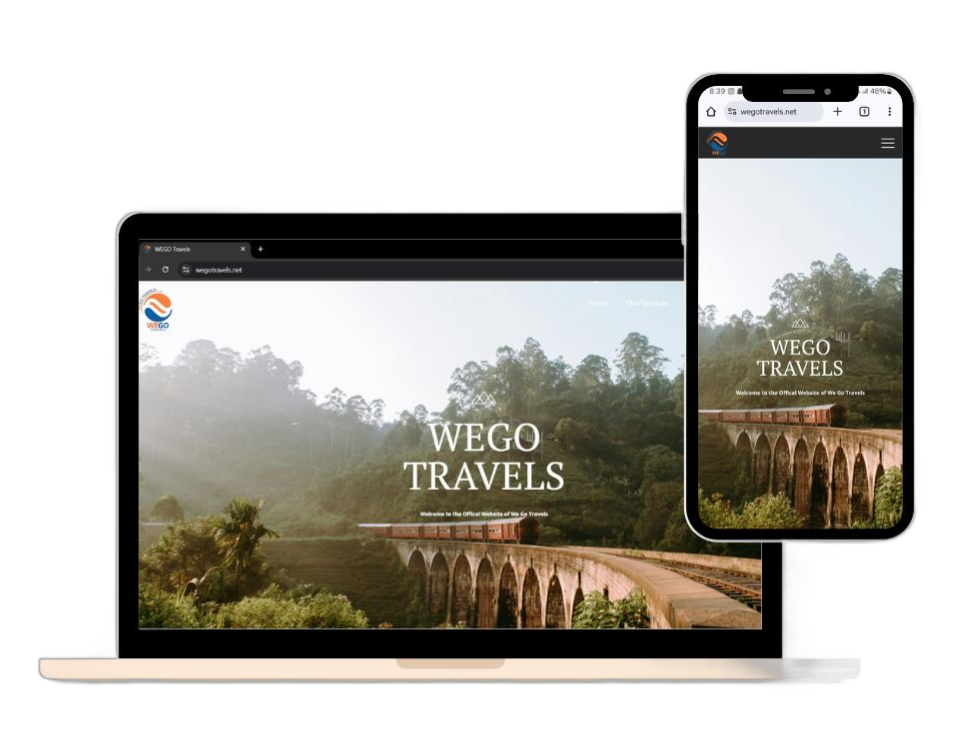 WEGO Travels
wegotravels.net
WEGO
Home
Our Services
WEGO
TRAVELS
Welcome to the Offical Website of We Go Travels
8:39
46%
wegotravels.net
1
WEGO
TRAVELS
Welcome to the Offical Website of We Go Travels